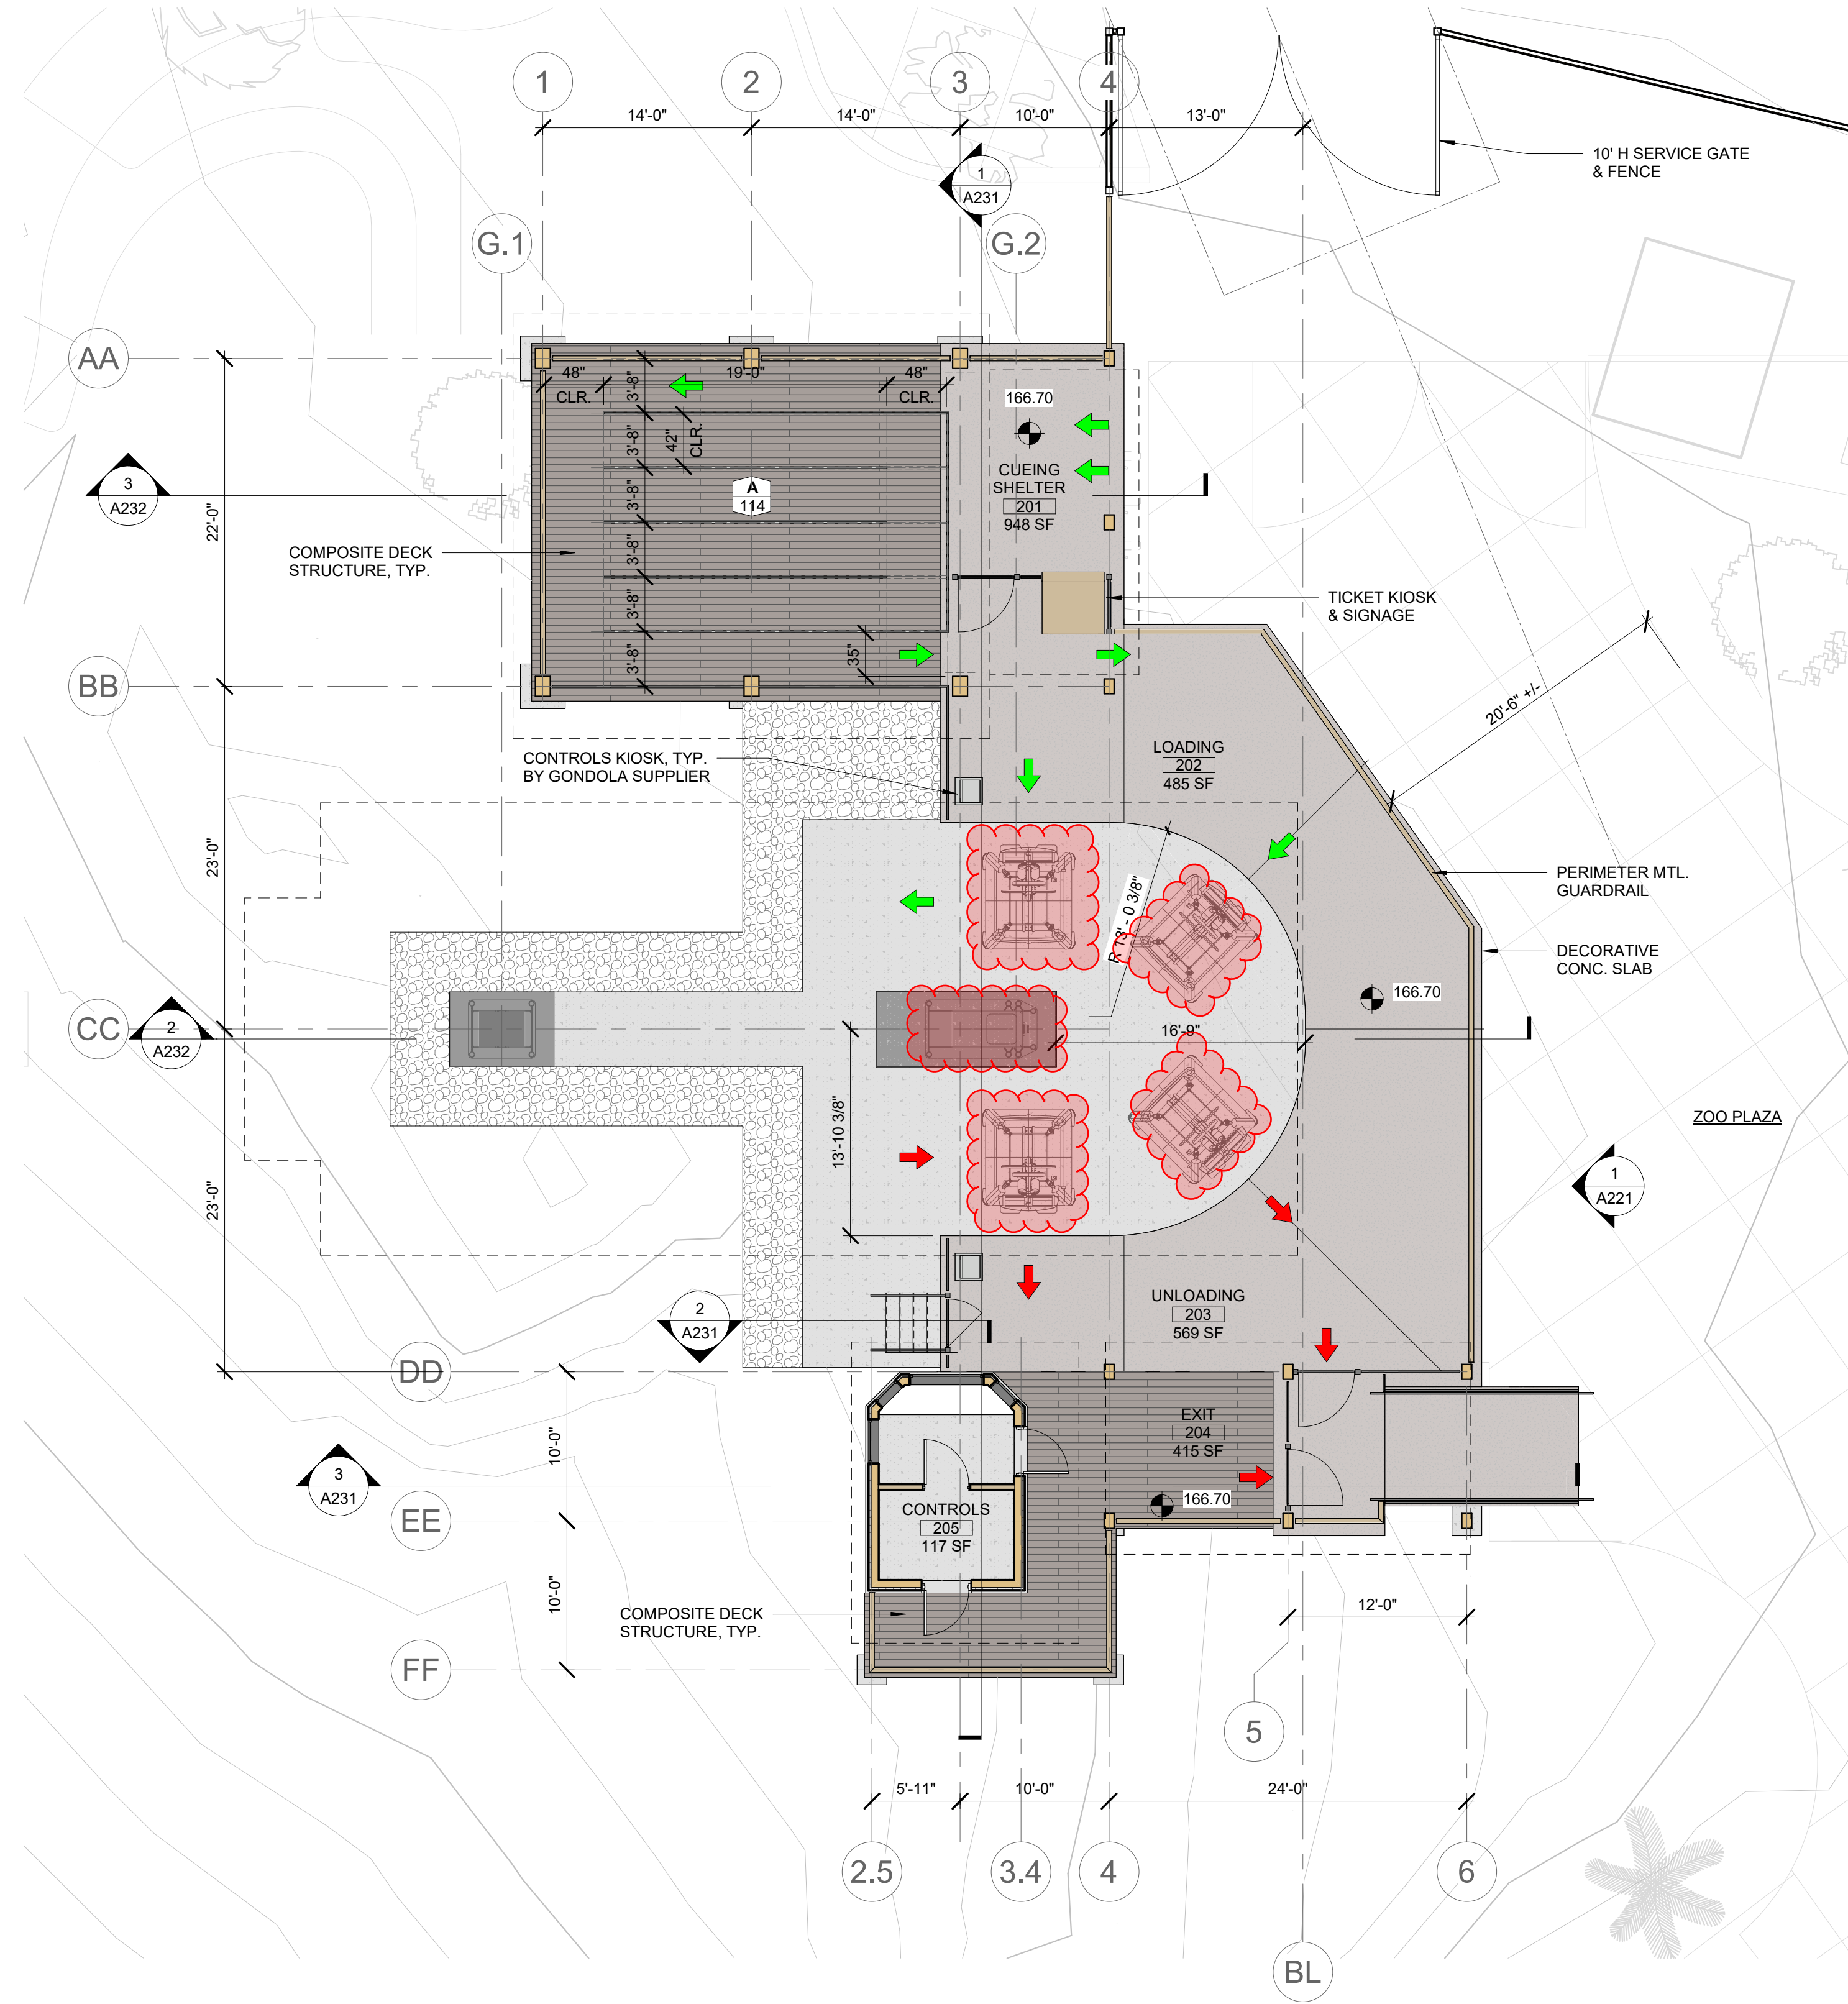 1
2
3
4
14'-0"
14'-0"
10'-0"
13'-0"
10' H SERVICE GATE
& FENCE
1
A231
G.1
G.2
AA
48"
CLR.
19'-0"
48"
CLR.
3'-8"
3'-8"
42"
CLR.
3'-8"
3'-8"
3'-8"
3'-8"
35"
166.70
CUEING
SHELTER
201
948 SF
A
114
3
A232
22'-0"
COMPOSITE DECK
STRUCTURE, TYP.
TICKET KIOSK
& SIGNAGE
BB
20'-6" +/-
LOADING
202
485 SF
CONTROLS KIOSK, TYP.
BY GONDOLA SUPPLIER
23'-0"
PERIMETER MTL.
GUARDRAIL
R 13' - 0 3/8"
DECORATIVE
CONC. SLAB
166.70
CC
2
A232
16'-9"
13'-10 3/8"
ZOO PLAZA
1
A221
23'-0"
UNLOADING
203
569 SF
2
A231
DD
EXIT
204
415 SF
10'-0"
3
A231
166.70
EE
CONTROLS
205
117 SF
10'-0"
COMPOSITE DECK
STRUCTURE, TYP.
12'-0"
FF
5
5'-11"
10'-0"
24'-0"
2.5
3.4
4
6
BL